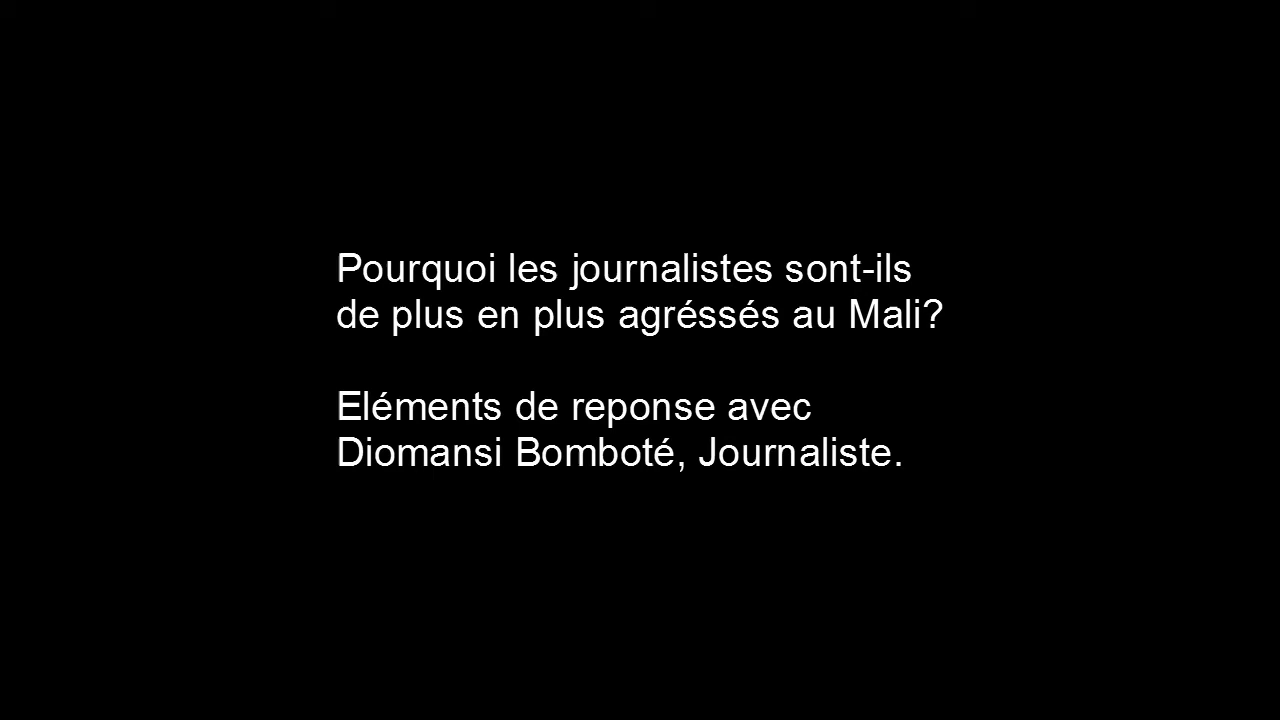 Pourquoi les journalistes sont-ils
de plus en plus agréssés au Mali?
Eléments de reponse avec
Diomansi Bomboté, Journaliste.